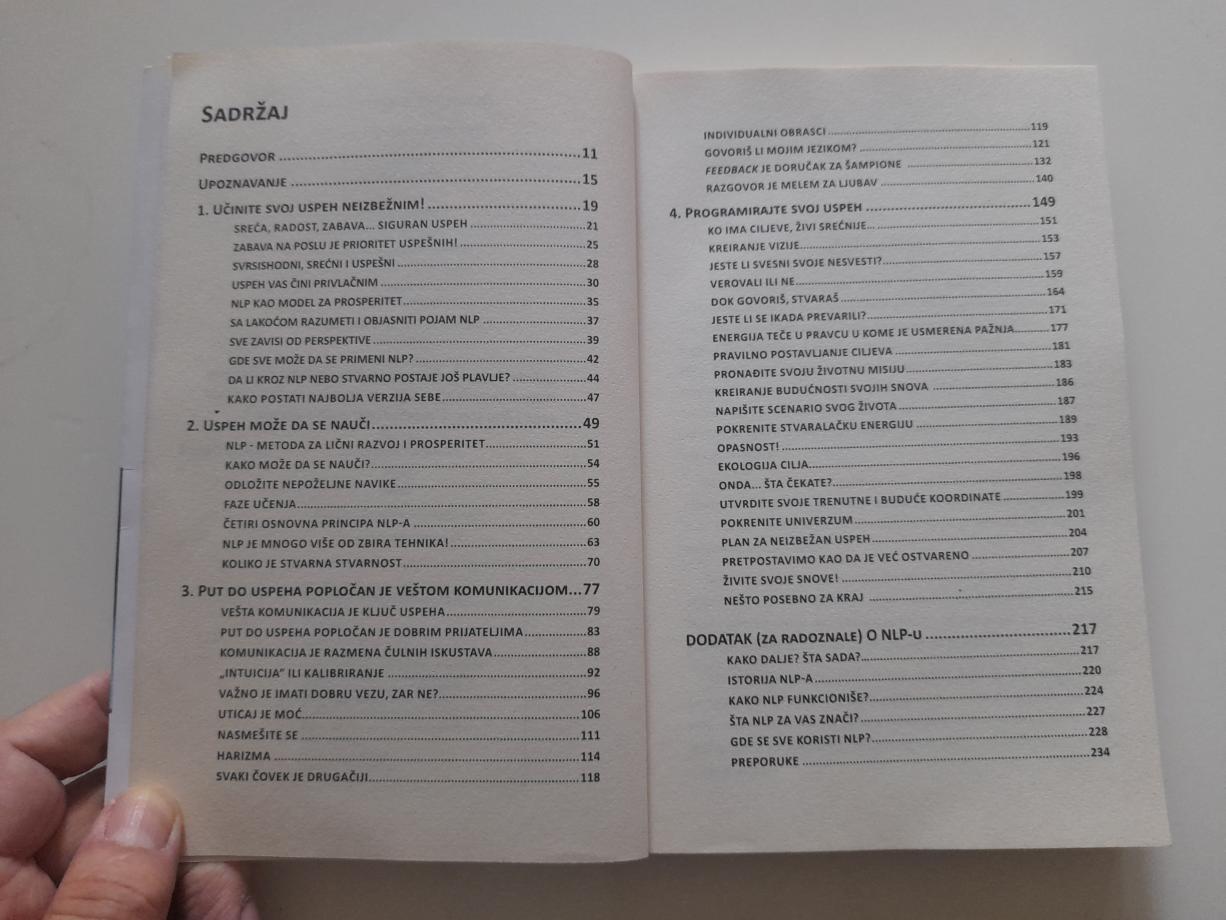 SADRŽAJ
PREDGOVOR ........ 11
UPOZNAVANJE ........ 15
1. UČINITE SVOJ USPEH NEIZBEŽNIM! ........ 19
SREĆA, RADOST, ZABAVA... SIGURAN USPEH ........ 21
ZABAVA NA POSLU JE PRIORITET USPEŠNIH! ........ 25
SVRSISHODNI, SREĆNI I USPEŠNI ........ 28
USPEH VAS ČINI PRIVLAČNIM ........ 30
NLP KAO MODEL ZA PROSPERITET ........ 35
SA LAKOĆOM RAZUMETI I OBJASNITI POJAM NLP ........ 37
SVE ZAVISI OD PERSPEKTIVE ........ 39
GDE SVE MOŽE DA SE PRIMENI NLP? ........ 42
DA LI KROZ NLP NEBO STVARNO POSTAJE JOŠ PLAVLJE? ........ 44
KAKO POSTATI NAJBOLJA VERZIJA SEBE ........ 47
2. USPEH MOŽE DA SE NAUČI ........ 49
NLP - METODA ZA LIČNI RAZVOJ I PROSPERITET ........ 51
KAKO MOŽE DA SE NAUČI? ........ 54
ODLOŽITE NEPOŽELJNE NAVIKE ........ 55
FAZE UČENJA ........ 58
ČETIRI OSNOVNA PRINCIPA NLP-A ........ 60
NLP JE MNOGO VIŠE OD ZBIRA TEHNIKA! ........ 63
KOLIKO JE STVARNA STVARNOST ........ 70
3. PUT DO USPEHA POPLOČAN JE VEŠTOM KOMUNIKACIJOM...77
VEŠTA KOMUNIKACIJA JE KLJUČ USPEHA ........ 79
PUT DO USPEHA POPLOČAN JE DOBRIM PRIJATELJIMA ........ 83
KOMUNIKACIJA JE RAZMENA ČULNIH ISKUSTAVA ........ 88
„INTUICIJA" ILI KALIBRIRANJE ........ 92
VAŽNO JE IMATI DOBRU VEZU, ZAR NE? ........ 96
UTICAJ JE MOĆ ........ 106
NASMEŠITE SE ........ 111
HARIZMA ........ 114
SVAKI ČOVEK JE DRUGAČIJI ........ 118
INDIVIDUALNI OBRASCI ........ 119
GOVORIŠ LI MOJIM JEZIKOM? ........ 121
FEEDBACK JE DORUČAK ZA ŠAMPIONE ........ 132
RAZGOVOR JE MELEM ZA LJUBAV ........ 140
4. PROGRAMIRAJTE SVOJ USPEH ........ 149
KO IMA CILJEVE, ŽIVI SREĆNIJE... ........ 151
KREIRANJE VIZIJE ........ 153
JESTE LI SVESNI SVOJE NESVESTI? ........ 157
VEROVALI ILI NE ........ 159
DOK GOVORIŠ, STVARAŠ ........ 164
JESTE LI SE IKADA PREVARILI? ........ 171
ENERGIJA TEČE U PRAVCU U KOME JE USMERENA PAŽNJA ........ 177
PRAVILNO POSTAVLJANJE CILJEVA ........ 181
PRONAĐITE SVOJU ŽIVOTNU MISIJU ........ 183
KREIRANJE BUDUĆNOSTI SVOJIH SNOVA ........ 186
NAPIŠITE SCENARIO SVOG ŽIVOTA ........ 187
POKRENITE STVARALAČKU ENERGIJU ........ 189
OPASNOST! ........ 193
EKOLOGIJA CILJA ........ 196
ONDA... ŠTA ČEKATE? ........ 198
UTVRDITE SVOJE TRENUTNE I BUDUĆE KOORDINATE ........ 199
POKRENITE UNIVERZUM ........ 201
PLAN ZA NEIZBEŽAN USPEH ........ 204
PRETPOSTAVIMO KAO DA JE VEĆ OSTVARENO ........ 207
ŽIVITE SVOJE SNOVE! ........ 210
NEŠTO POSEBNO ZA KRAJ ........ 215
DODATAK (ZA RADOZNALE) O NLP-U ........ 217
KAKO DALJE? ŠTA SADA? ........ 217
ISTORIJA NLP-A ........ 220
KAKO NLP FUNKCIONIŠE? ........ 224
ŠTA NLP ZA VAS ZNAČI? ........ 227
GDE SE SVE KORISTI NLP? ........ 228
PREPORUKE ........ 234